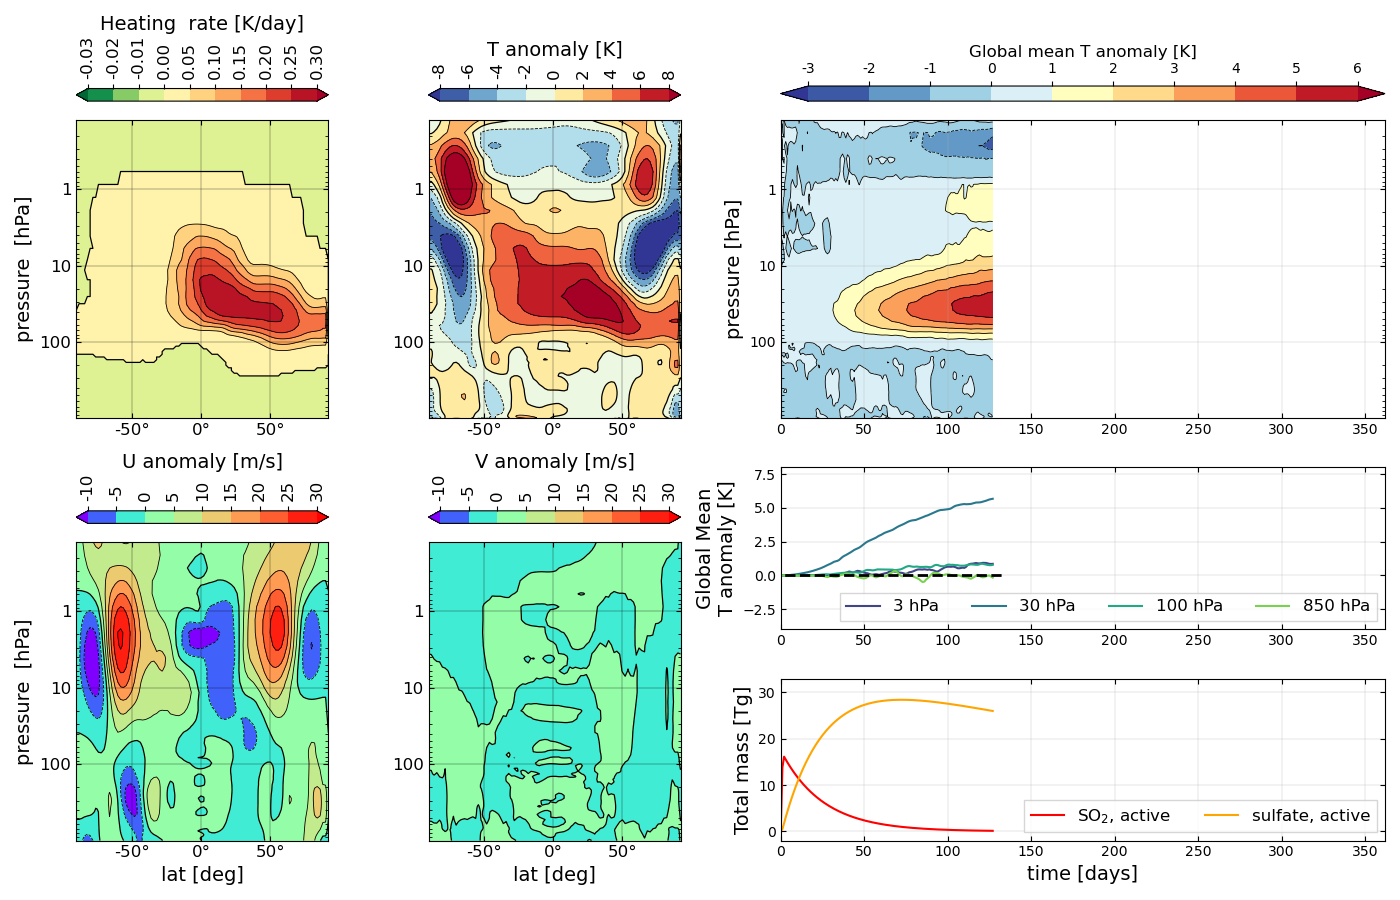 Heating  rate [K/day]
-0.03 -0.02 -0.01 0.00 0.05 0.10 0.15 0.20 0.25 0.30
pressure  [hPa]
1
10
100
-50° 0° 50°
T anomaly [K]
-8 -6 -4 -2 0 2 4 6 8
1
10
100
-50° 0° 50°
Global mean T anomaly [K]
-3 -2 -1 0 1 2 3 4 5 6
pressure  [hPa]
1
10
100
0 50 100 150 200 250 300 350
U anomaly [m/s]
-10 -5 0 5 10 15 20 25 30
pressure  [hPa]
1
10
100
-50° 0° 50°
lat [deg]
V anomaly [m/s]
-10 -5 0 5 10 15 20 25 30
1
10
100
-50° 0° 50°
lat [deg]
Global Mean
T anomaly [K]
7.5
5.0
2.5
0.0
−2.5
3 hPa 30 hPa 100 hPa 850 hPa
Total mass [Tg]
30
20
10
0
SO₂, active sulfate, active
0 50 100 150 200 250 300 350
time [days]